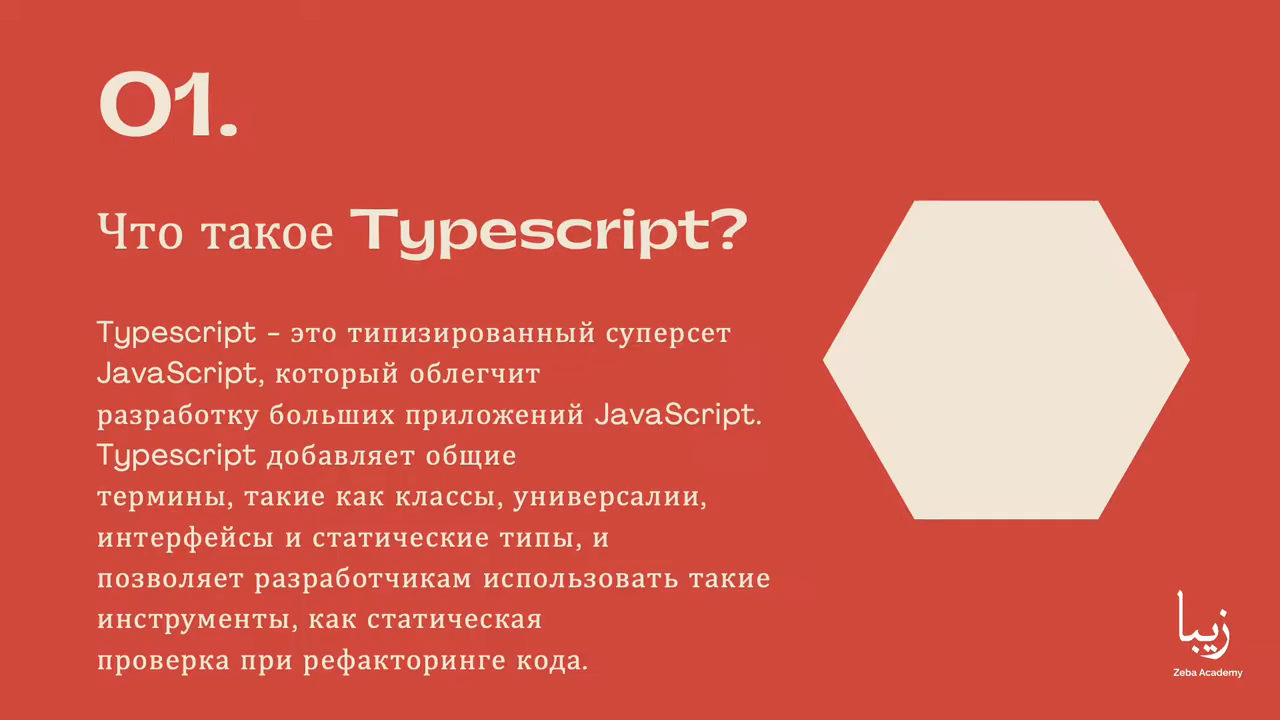 01.
Что такое Typescript?
Typescript – это типизированный суперсет
JavaScript, который облегчит
разработку больших приложений JavaScript.
Typescript добавляет общие
термины, такие как классы, универсалии,
интерфейсы и статические типы, и
позволяет разработчикам использовать такие
инструменты, как статическая
проверка при рефакторинге кода.
زيبا
Zeba Academy